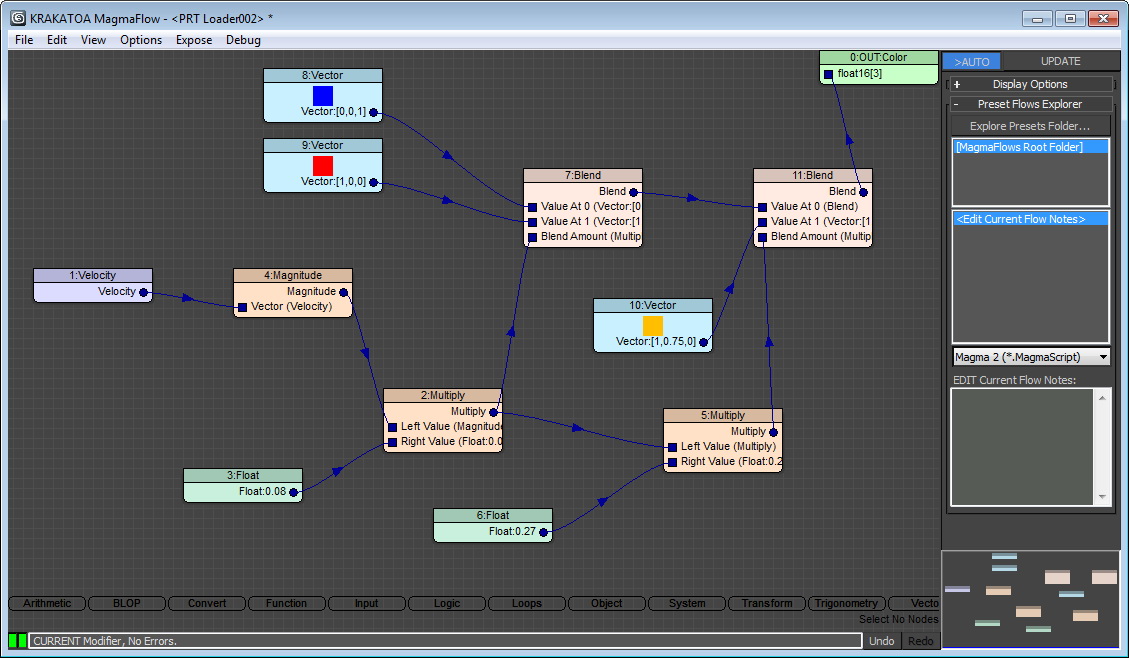 KRAKATOA MagmaFlow - <PRT Loader002> *
File Edit View Options Expose Debug
8:Vector
Vector:[0,0,1]
9:Vector
Vector:[1,0,0]
0:OUT:Color
float16[3]
7:Blend
Blend
Value At 0 (Vector:[0
Value At 1 (Vector:[1
Blend Amount (Multip
11:Blend
Blend
Value At 0 (Blend)
Value At 1 (Vector:[1
Blend Amount (Multip
1:Velocity
Velocity
4:Magnitude
Magnitude
Vector (Velocity)
10:Vector
Vector:[1,0.75,0]
2:Multiply
Multiply
Left Value (Magnitude
Right Value (Float:0.0
5:Multiply
Multiply
Left Value (Multiply)
Right Value (Float:0.2
3:Float
Float:0.08
6:Float
Float:0.27
>AUTO UPDATE
+ Display Options
- Preset Flows Explorer
Explore Presets Folder...
[MagmaFlows Root Folder]
<Edit Current Flow Notes>
Magma 2 (*.MagmaScript)
EDIT Current Flow Notes:
Arithmetic BLOP Convert Function Input Logic Loops Object System Transform Trigonometry Vecto
Select No Nodes
CURRENT Modifier, No Errors.
Undo Redo